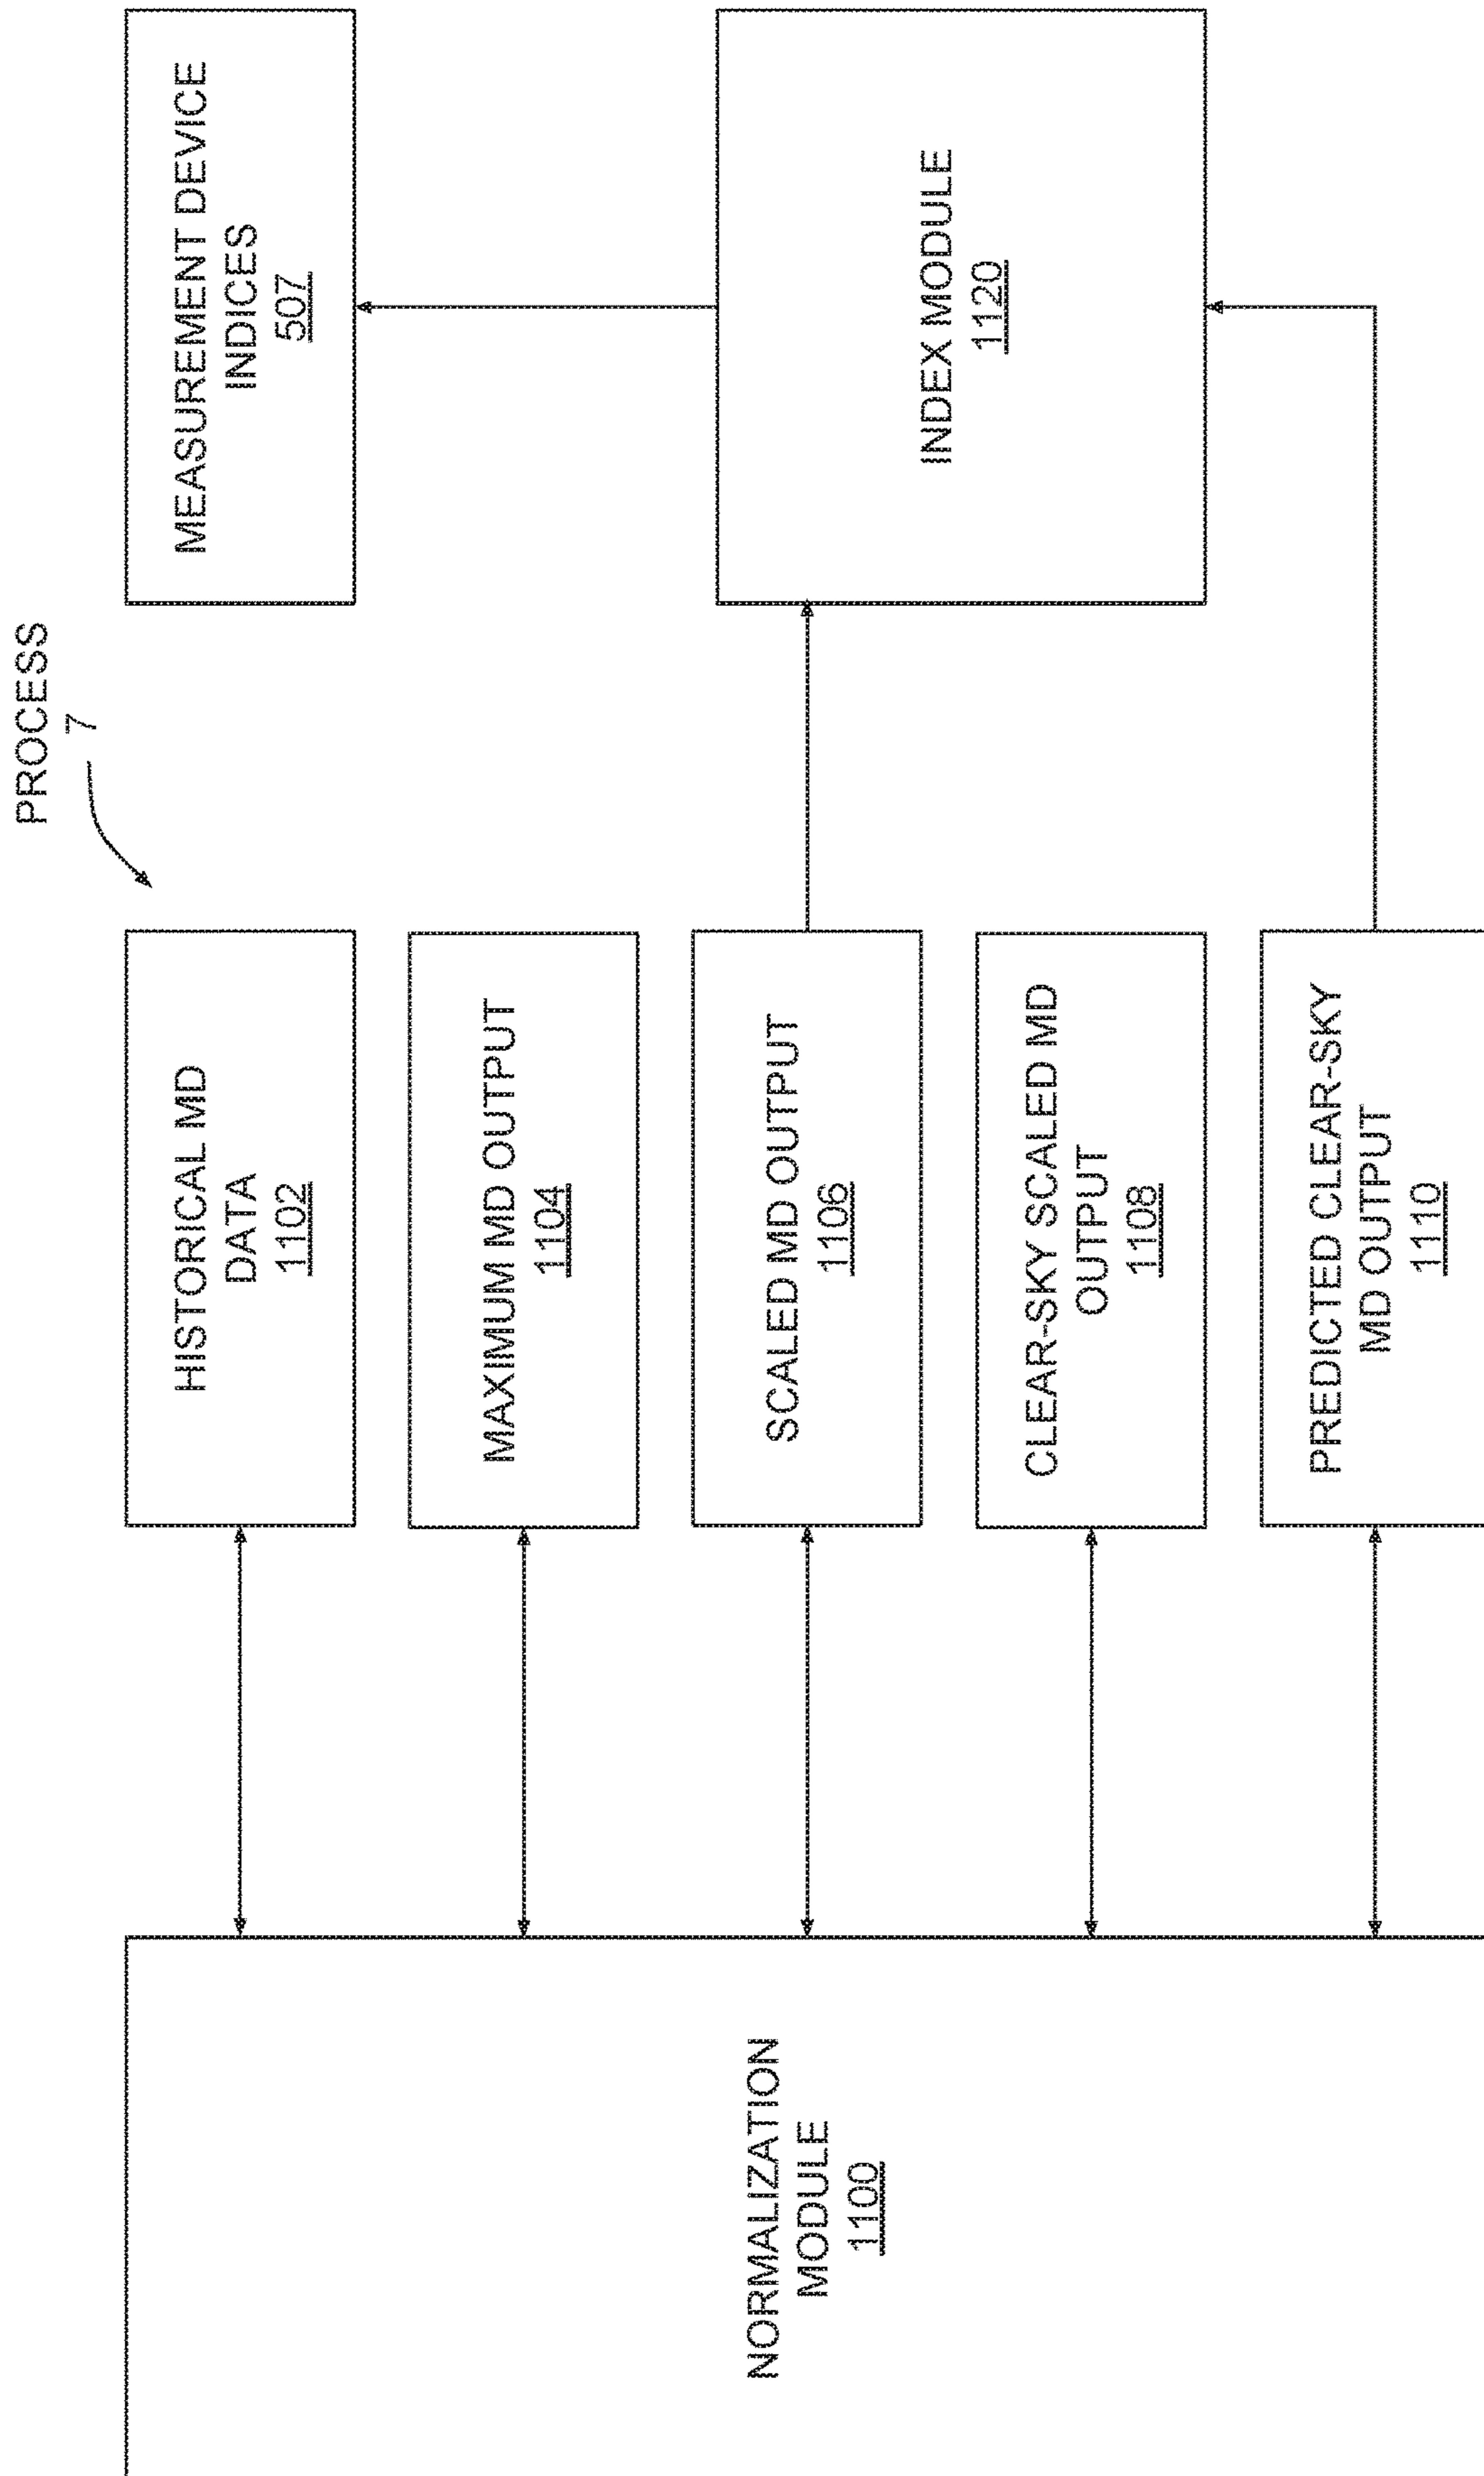 PROCESS
7
NORMALIZATION
MODULE
1100
HISTORICAL MD
DATA
1102
MAXIMUM MD OUTPUT
1104
SCALED MD OUTPUT
1106
CLEAR-SKY SCALED MD
OUTPUT
1108
PREDICTED CLEAR-SKY
MD OUTPUT
1110
MEASUREMENT DEVICE
INDICES
507
INDEX MODULE
1120